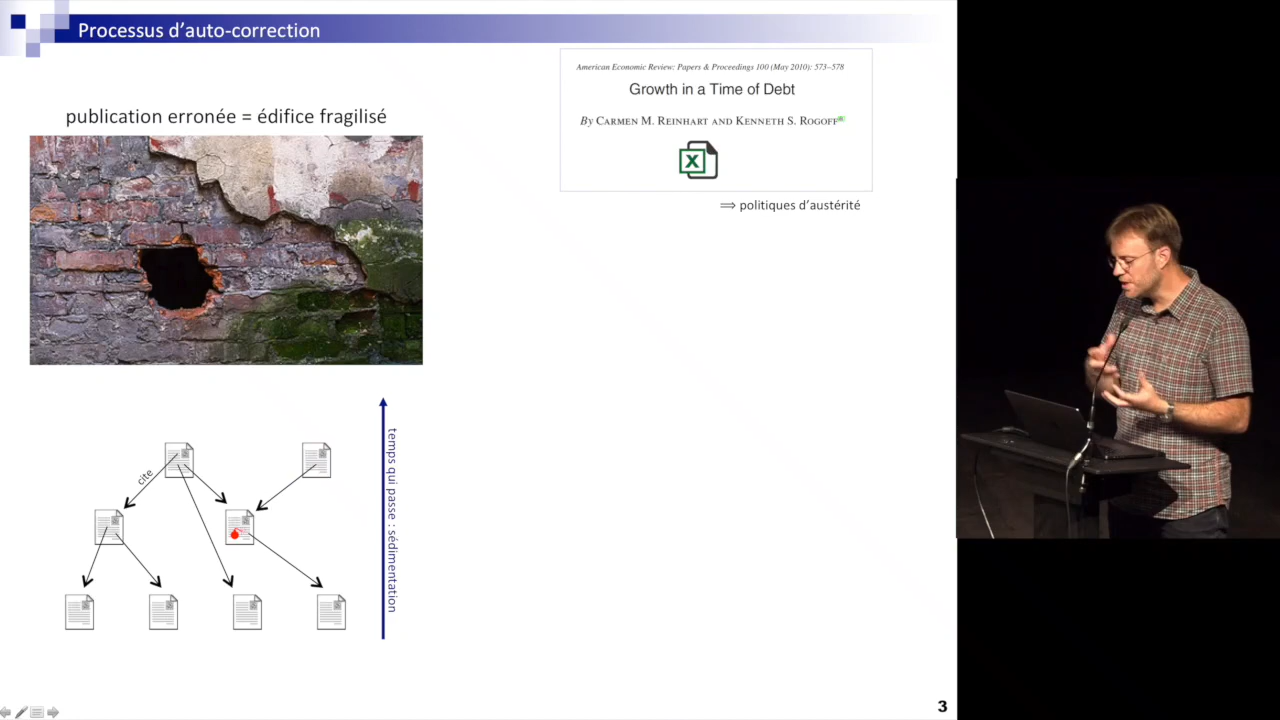 Processus d’auto-correction
publication erronée = édifice fragilisé
American Economic Review: Papers & Proceedings 100 (May 2010): 573–578
Growth in a Time of Debt
By CARMEN M. REINHART AND KENNETH S. ROGOFF
X
⟹ politiques d’austérité
cite
temps qui passe : sédimentation
3